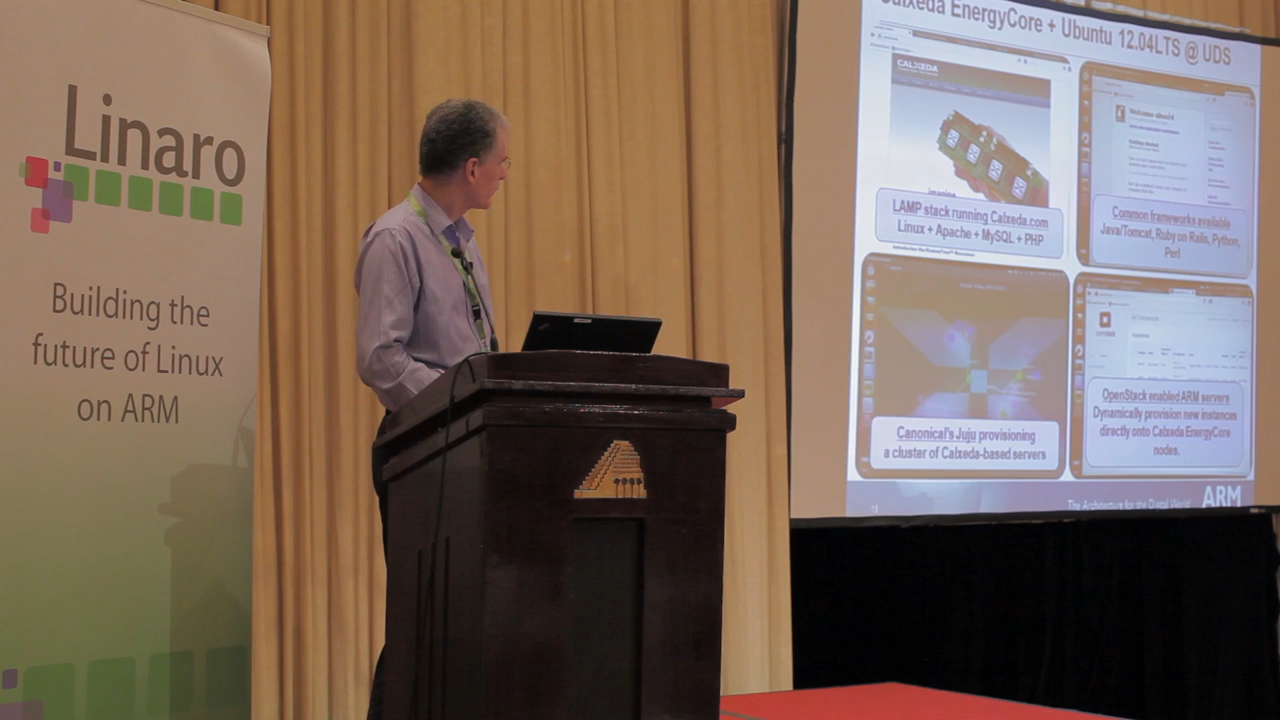 Linaro
Building the
future of Linux
on ARM
Calxeda EnergyCore + Ubuntu 12.04LTS @ UDS
CALXEDA
imagine
LAMP stack running Calxeda.com
Linux + Apache + MySQL + PHP
Common frameworks available
Java/Tomcat, Ruby on Rails, Python,
Perl
Canonical's Juju provisioning
a cluster of Calxeda-based servers
OpenStack enabled ARM servers
Dynamically provision new instances
directly onto Calxeda EnergyCore
nodes.
15
The Architecture for the Digital World
ARM